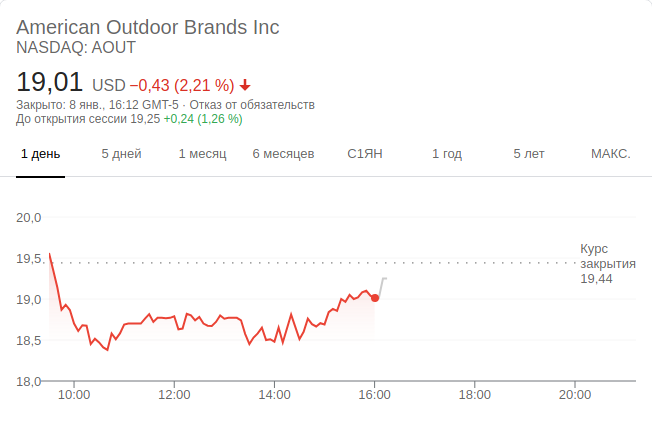 American Outdoor Brands Inc
NASDAQ: AOUT
19,01 USD −0,43 (2,21 %)
Закрыто: 8 янв., 16:12 GMT-5 · Отказ от обязательств
До открытия сессии 19,25 +0,24 (1,26 %)
1 день 5 дней 1 месяц 6 месяцев С1ЯН 1 год 5 лет МАКС.
20,0
19,5
19,0
18,5
18,0
Курс
закрытия
19,44
10:00 12:00 14:00 16:00 18:00 20:00